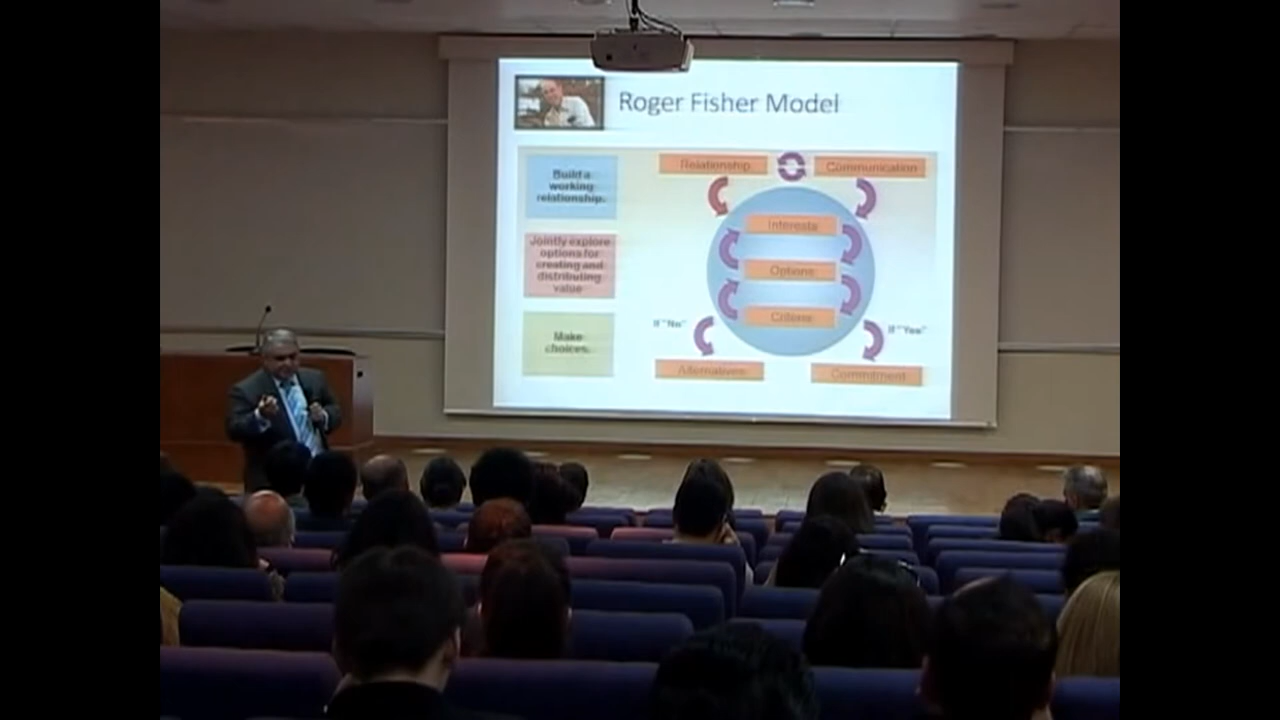 Roger Fisher Model
Build a
working
relationship.
Jointly explore
options for
creating and
distributing
value
Make
choices.
Relationship
Communication
Interests
Options
Criteria
If "No"
If "Yes"
Alternatives
Commitment